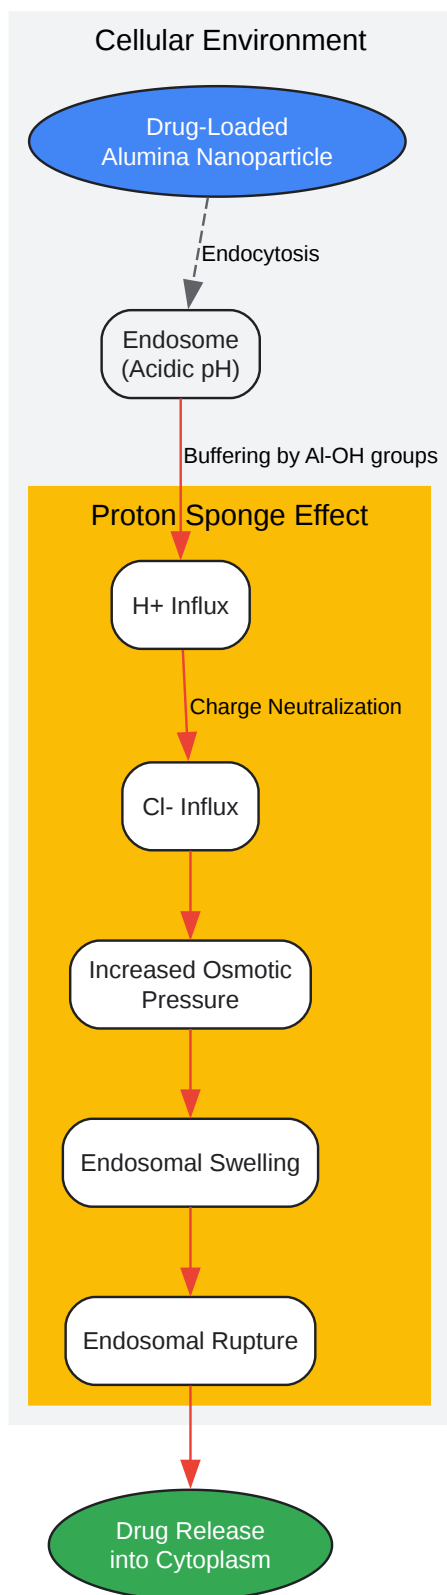 Cellular Environment
Drug-Loaded
Alumina Nanoparticle
Endocytosis
Endosome
(Acidic pH)
Buffering by Al-OH groups
Proton Sponge Effect
H+ Influx
Charge Neutralization
Cl- Influx
Increased Osmotic
Pressure
Endosomal Swelling
Endosomal Rupture
Drug Release
into Cytoplasm